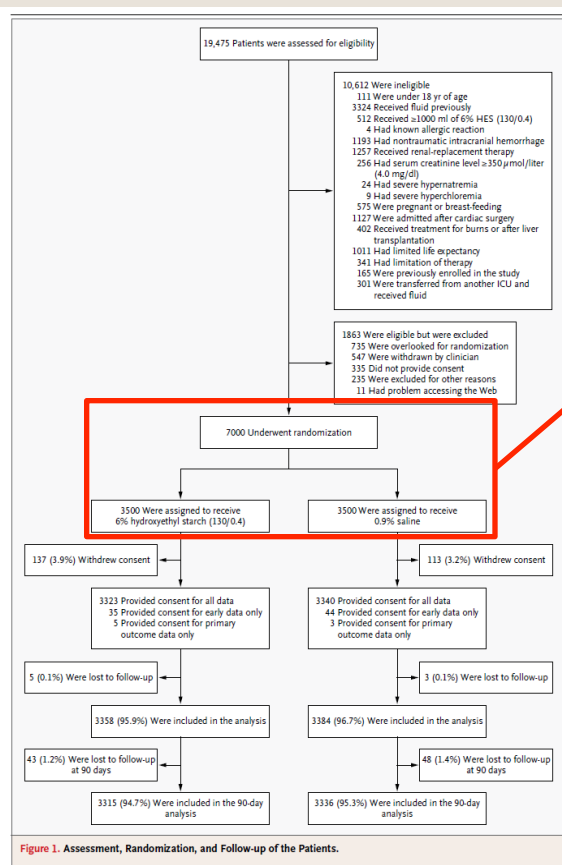 19,475 Patients were assessed for eligibility
10,612 Were ineligible
111 Were under 18 yr of age
3324 Received fluid previously
512 Received ≥1000 ml of 6% HES (130/0.4)
4 Had known allergic reaction
1193 Had nontraumatic intracranial hemorrhage
1257 Received renal-replacement therapy
256 Had serum creatinine level ≥350 µmol/liter
(4.0 mg/dl)
24 Had severe hypernatremia
9 Had severe hyperchloremia
575 Were pregnant or breast-feeding
1127 Were admitted after cardiac surgery
402 Received treatment for burns or after liver
transplantation
1011 Had limited life expectancy
341 Had limitation of therapy
165 Were previously enrolled in the study
301 Were transferred from another ICU and
received fluid
1863 Were eligible but were excluded
735 Were overlooked for randomization
547 Were withdrawn by clinician
335 Did not provide consent
235 Were excluded for other reasons
11 Had problem accessing the Web
7000 Underwent randomization
3500 Were assigned to receive
6% hydroxyethyl starch (130/0.4)
3500 Were assigned to receive
0.9% saline
137 (3.9%) Withdrew consent
113 (3.2%) Withdrew consent
3323 Provided consent for all data
35 Provided consent for early data only
5 Provided consent for primary
outcome data only
3340 Provided consent for all data
44 Provided consent for early data only
3 Provided consent for primary
outcome data only
5 (0.1%) Were lost to follow-up
3 (0.1%) Were lost to follow-up
3358 (95.9%) Were included in the analysis
3384 (96.7%) Were included in the analysis
43 (1.2%) Were lost to follow-up
at 90 days
48 (1.4%) Were lost to follow-up
at 90 days
3315 (94.7%) Were included in the 90-day
analysis
3336 (95.3%) Were included in the 90-day
analysis
Figure 1. Assessment, Randomization, and Follow-up of the Patients.